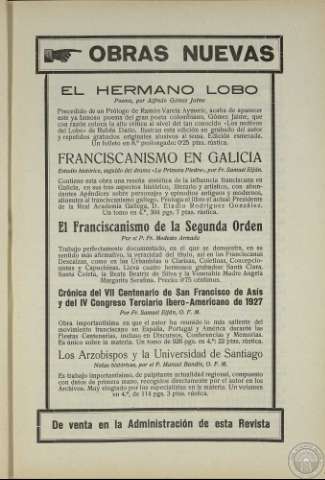 OBRAS NUEVAS
EL HERMANO LOBO
Poema, por Alfredo Gómez Jaime
Precedido de un Prólogo de Ramón Varela Aymeric, acaba de aparecer
este ya famoso poema del gran poeta colombiano, Gómez Jaime, que
con razón coloca la alta crítica al nivel del tan conocido «Los motivos
del Lobo» de Rubén Darío. Ilustran esta edición un grabado del autor
y repetidos grabados originales alusivos al asma. Edición esmerada.
Un folleto en 8.º prolongado: 0'25 ptas. rústica.
FRANCISCANISMO EN GALICIA
Estudio histórico, seguido del drama «La Primera Piedra», por Fr. Samuel Eiján.
Contiene esta obra una reseña sintética de la influencia franciscana en
Galicia, en sus tres aspectos histórico, literario y artístico, con abun-
dantes Apéndices sobre personajes y episodios antiguos y modernos,
atinentes al franciscanismo gallego. Prologa el libro el actual Presidente
de la Real Academia Gallega, D. Eladio Rodríguez González.
Un tomo en 4.º, 304 pgs. 7 ptas. rústica.
El Franciscanismo de la Segunda Orden
Por el P. Fr. Modesto Armada
Trabajo perfectamente documentado, en el que se demuestra, en su
sentido más afirmativo, la veracidad del título, así en las Franciscanas
Descalzas, como en las Urbanistas o Clarisas, Coletinas, Concepcio-
nistas y Capuchinas. Lleva cuatro hermosos grabados: Santa Clara,
Santa Coleta, la Beata Beatriz de Silva y la Venerable Madre Angela
Margarita Serafina. Precio: 0'75 céntimos.
Crónica del VII Centenario de San Francisco de Asís
y del IV Congreso Terciario Ibero-Americano de 1927
Por Fr. Samuel Eiján, O. F. M.
Obra importantísima en que el autor ha reunido lo más saliente del
movimiento franciscano en España, Portugal y América durante las
Fiestas Centenarias, incluso en Discursos, Conferencias y Memorias.
Es único sobre la materia. Un tomo de 926 pgs. en 4.º: 22 ptas. rústica.
Los Arzobispos y la Universidad de Santiago
Notas históricas, por el P. Manuel Bandín, O. F. M.
Es trabajo importantísimo, de palpitante actualidad regional, compuesto
con datos de primera mano, recogidos directamente por el autor en los
Archivos. Muy elogiado por los especialistas en la materia. Un volumen
en 4.º, de 114 pgs. 3 ptas. rústica.
De venta en la Administración de esta Revista